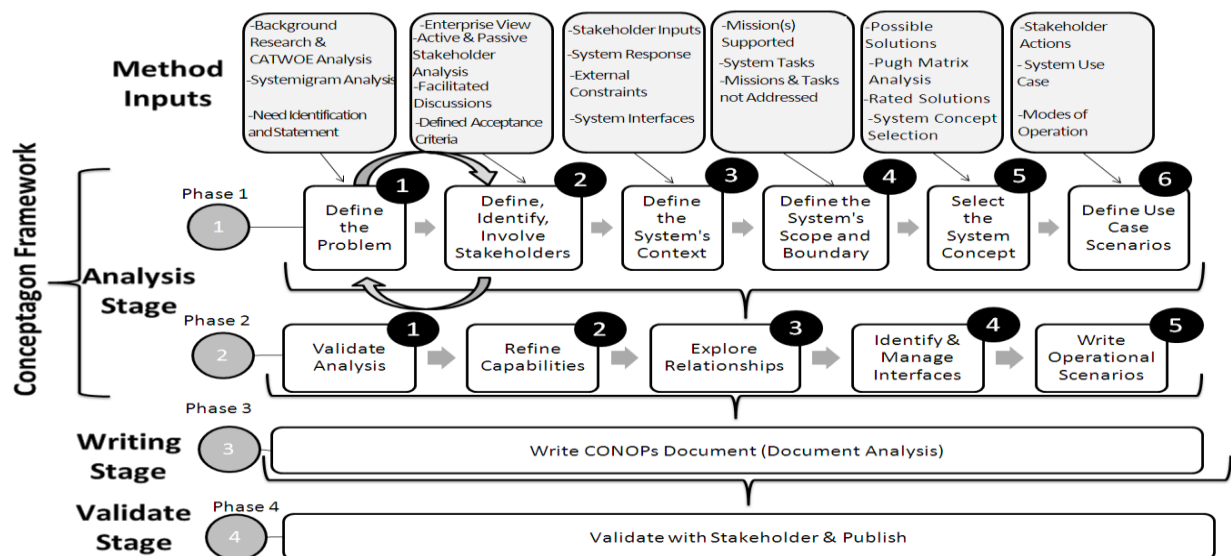 Method
Inputs
-Background
Research &
CATWOE Analysis
-Systemigram Analysis
-Need Identification
and Statement
-Enterprise View
-Active & Passive
Stakeholder
Analysis
-Facilitated
Discussions
-Defined Acceptance
Criteria
-Stakeholder Inputs
-System Response
-External
Constraints
-System Interfaces
-Mission(s)
Supported
-System Tasks
-Missions & Tasks
not Addressed
-Possible
Solutions
-Pugh Matrix
Analysis
-Rated Solutions
-System Concept
Selection
-Stakeholder
Actions
-System Use
Case
-Modes of
Operation
Conceptagon Framework
Analysis
Stage
Phase 1
1
1
Define
the
Problem
2
Define,
Identify,
Involve
Stakeholders
3
Define
the
System's
Context
4
Define the
System's
Scope and
Boundary
5
Select
the
System
Concept
6
Define Use
Case
Scenarios
Phase 2
2
1
Validate
Analysis
2
Refine
Capabilities
3
Explore
Relationships
4
Identify &
Manage
Interfaces
5
Write
Operational
Scenarios
Writing
Stage
Phase 3
3
Write CONOPs Document (Document Analysis)
Validate
Stage
Phase 4
4
Validate with Stakeholder & Publish